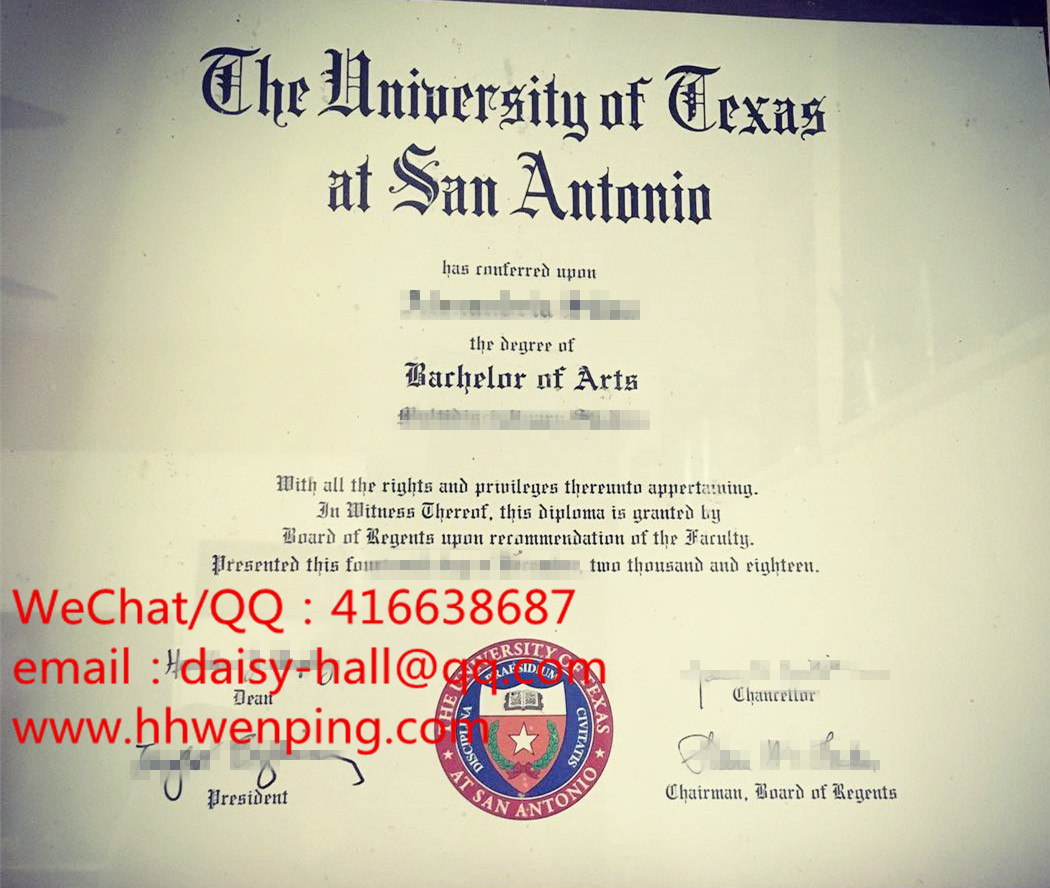 The University of Texas
at San Antonio
has conferred upon
the degree of
Bachelor of Arts
With all the rights and privileges thereunto appertaining.
In Witness Thereof, this diploma is granted by
Board of Regents upon recommendation of the Faculty.
Presented this two thousand and eighteen.
WeChat/QQ : 416638687
email : daisy-hall@qq.com
Dean
Chancellor
www.hhwenping.com
President
Chairman, Board of Regents
THE UNIVERSITY OF TEXAS
AT SAN ANTONIO
PRAESIDIUM
DISCIPLINA
CIVITATIS